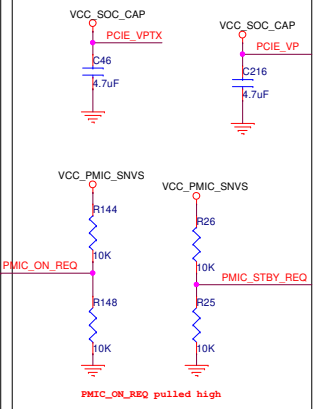 VCC_SOC_CAP
PCIE_VPTX
C46
4.7uF
VCC_SOC_CAP
PCIE_VP
C216
4.7uF
VCC_PMIC_SNVS
R144
10K
PMIC_ON_REQ
R148
10K
VCC_PMIC_SNVS
R26
10K
PMIC_STBY_REQ
R25
10K
PMIC_ON_REQ pulled high